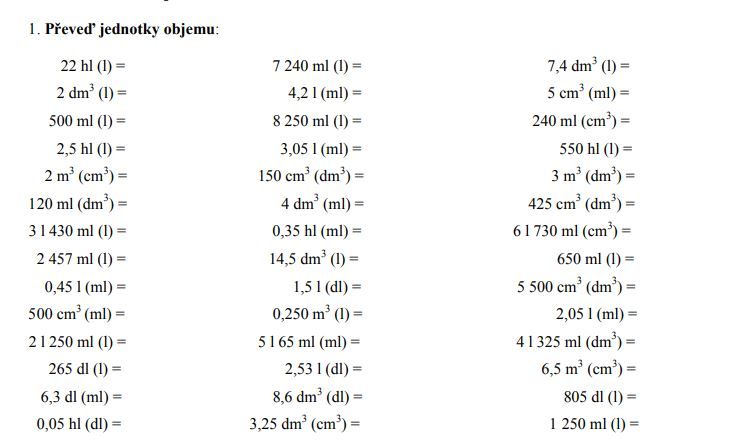 1. Převeď jednotky objemu:
22 hl (l) = 7 240 ml (l) = 7,4 dm³ (l) =
2 dm³ (l) = 4,2 l (ml) = 5 cm³ (ml) =
500 ml (l) = 8 250 ml (l) = 240 ml (cm³) =
2,5 hl (l) = 3,05 l (ml) = 550 hl (l) =
2 m³ (cm³) = 150 cm³ (dm³) = 3 m³ (dm³) =
120 ml (dm³) = 4 dm³ (ml) = 425 cm³ (dm³) =
3 l 430 ml (l) = 0,35 hl (ml) = 6 l 730 ml (cm³) =
2 457 ml (l) = 14,5 dm³ (l) = 650 ml (l) =
0,45 l (ml) = 1,5 l (dl) = 5 500 cm³ (dm³) =
500 cm³ (ml) = 0,250 m³ (l) = 2,05 l (ml) =
2 l 250 ml (l) = 5 l 65 ml (ml) = 4 l 325 ml (dm³) =
265 dl (l) = 2,53 l (dl) = 6,5 m³ (cm³) =
6,3 dl (ml) = 8,6 dm³ (dl) = 805 dl (l) =
0,05 hl (dl) = 3,25 dm³ (cm³) = 1 250 ml (l) =